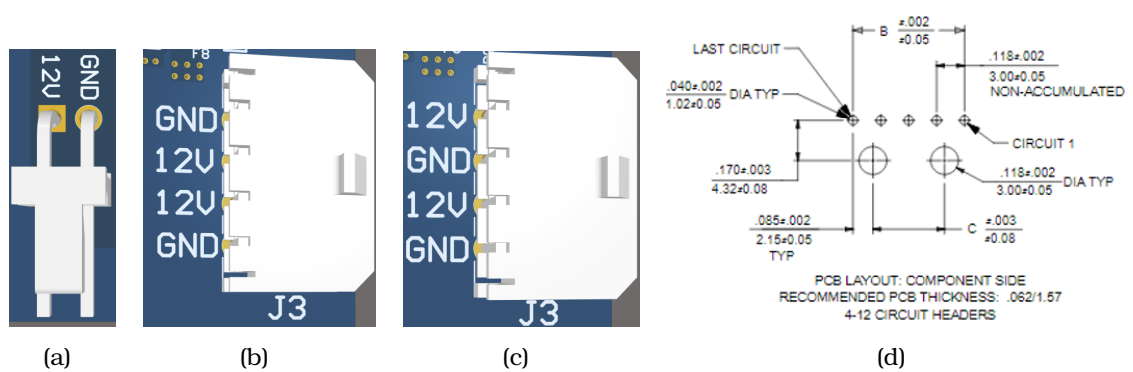 12V
GND
F8
GND
12V
12V
GND
J3
12V
GND
12V
GND
J3
LAST CIRCUIT
B ±.002
±0.05
.118±.002
3.00±0.05
NON-ACCUMULATED
.040±.002
1.02±0.05
DIA TYP
CIRCUIT 1
.170±.003
4.32±0.08
.118±.002
3.00±0.05
DIA TYP
.085±.002
2.15±0.05
TYP
C ±.003
±0.08
PCB LAYOUT: COMPONENT SIDE
RECOMMENDED PCB THICKNESS: .062/1.57
4-12 CIRCUIT HEADERS
(a)
(b)
(c)
(d)